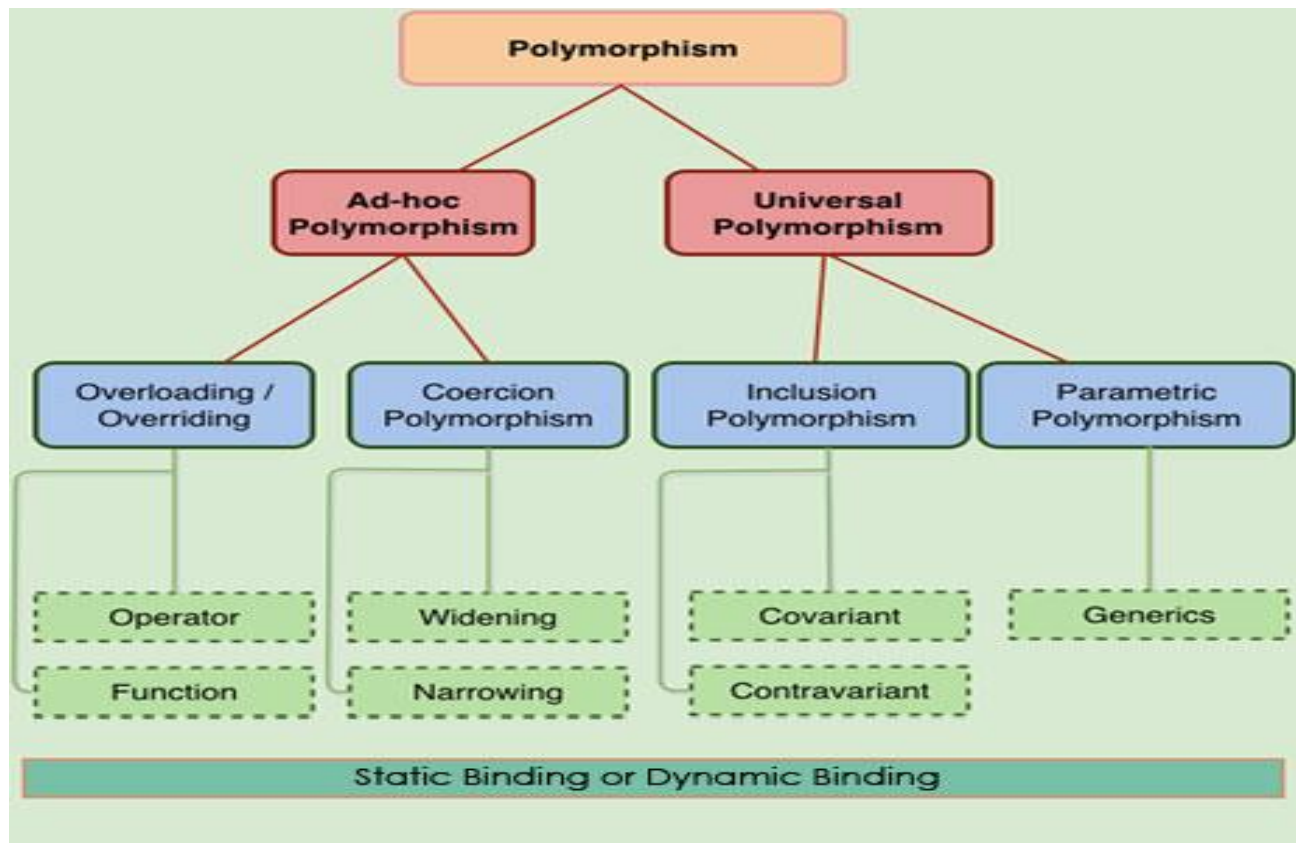 Polymorphism
Ad-hoc
Polymorphism
Universal
Polymorphism
Overloading /
Overriding
Coercion
Polymorphism
Inclusion
Polymorphism
Parametric
Polymorphism
Operator
Widening
Covariant
Generics
Function
Narrowing
Contravariant
Static Binding or Dynamic Binding